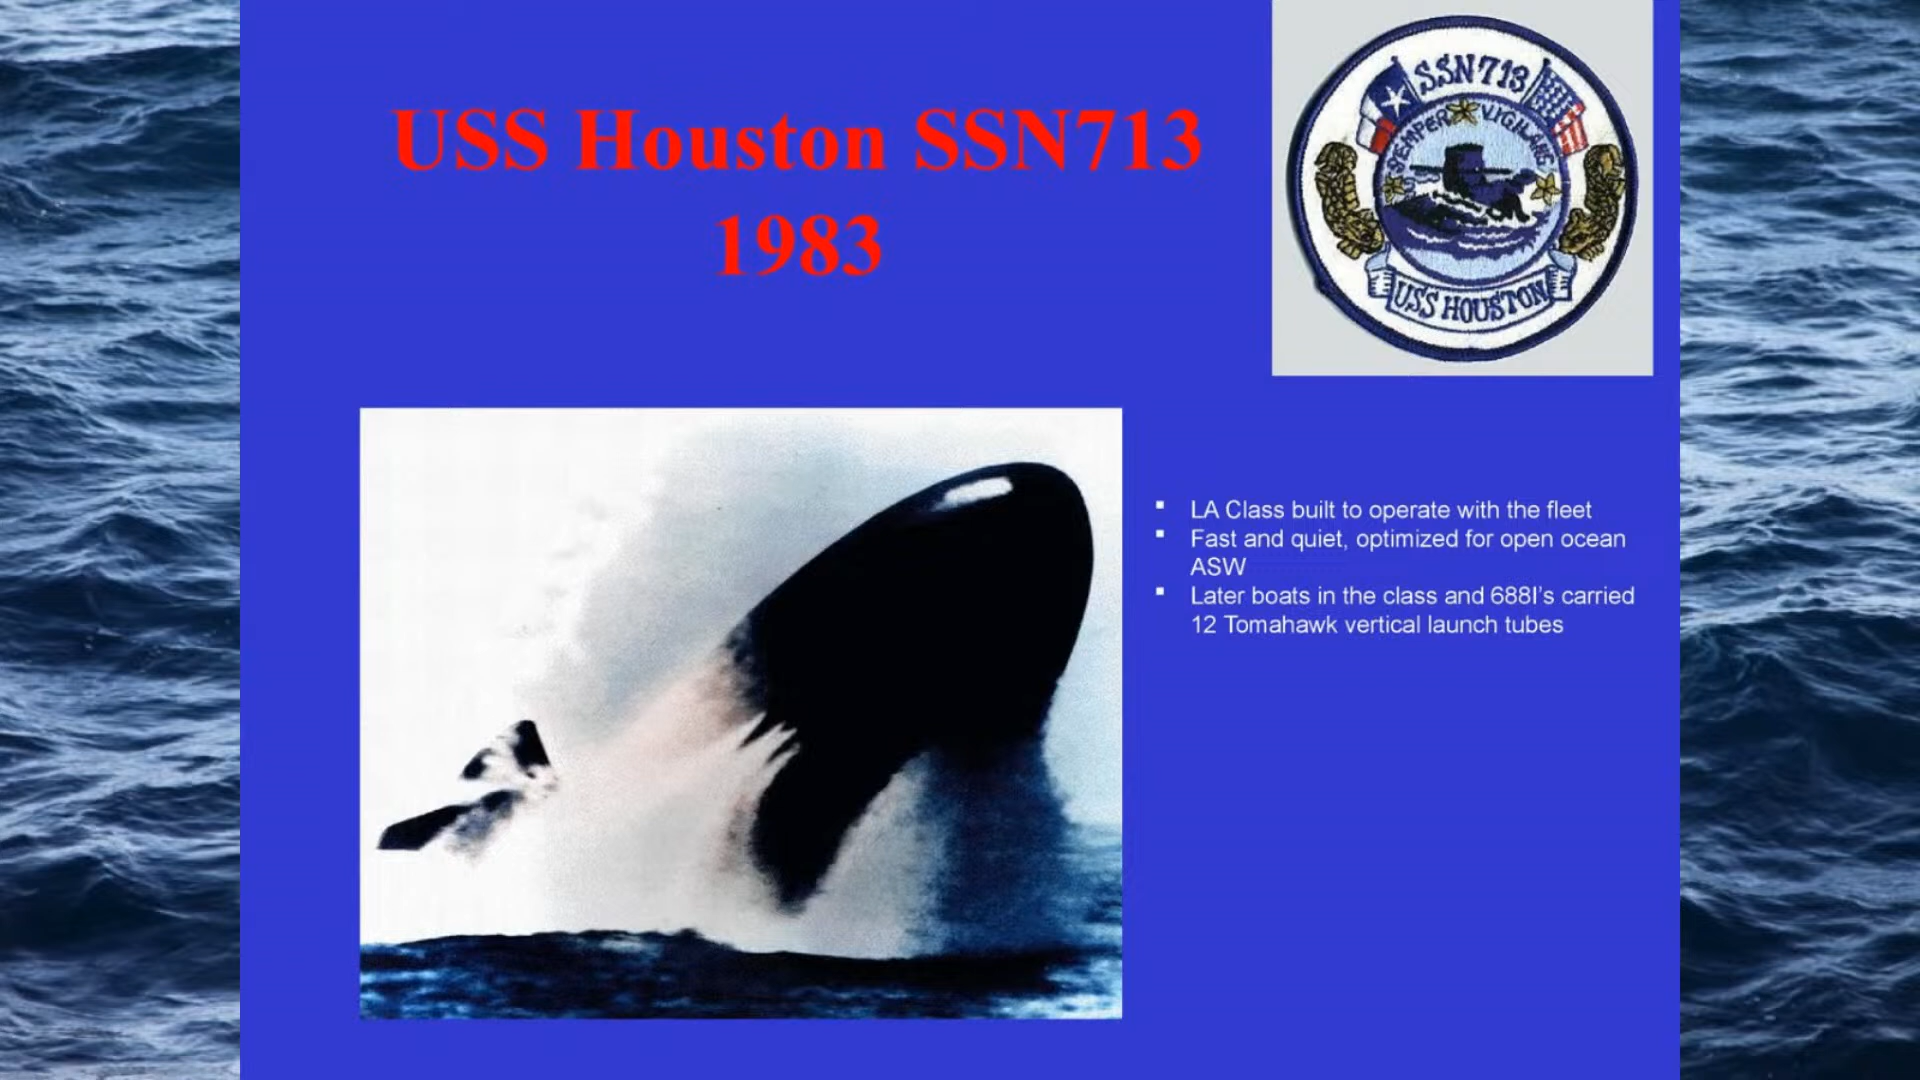 USS Houston SSN713
1983
SSN713
SEMPER VIGILANS
USS HOUSTON
▪ LA Class built to operate with the fleet
▪ Fast and quiet, optimized for open ocean
ASW
▪ Later boats in the class and 688I's carried
12 Tomahawk vertical launch tubes